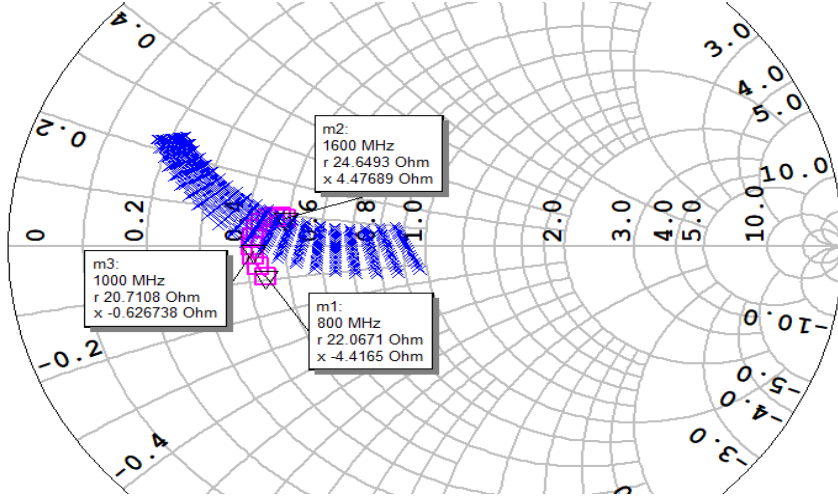 0.4
3.0
4.0
5.0
m2:
1600 MHz
r 24.6493 Ohm
x 4.47689 Ohm
0.2
10.0
0
0.2
0.4
0.6
0.8
1.0
2.0
3.0
4.0
5.0
10.0
m3:
1000 MHz
r 20.7108 Ohm
x -0.626738 Ohm
m1:
800 MHz
r 22.0671 Ohm
x -4.4165 Ohm
-10.0
-0.2
-5.0
-4.0
-3.0
-0.4